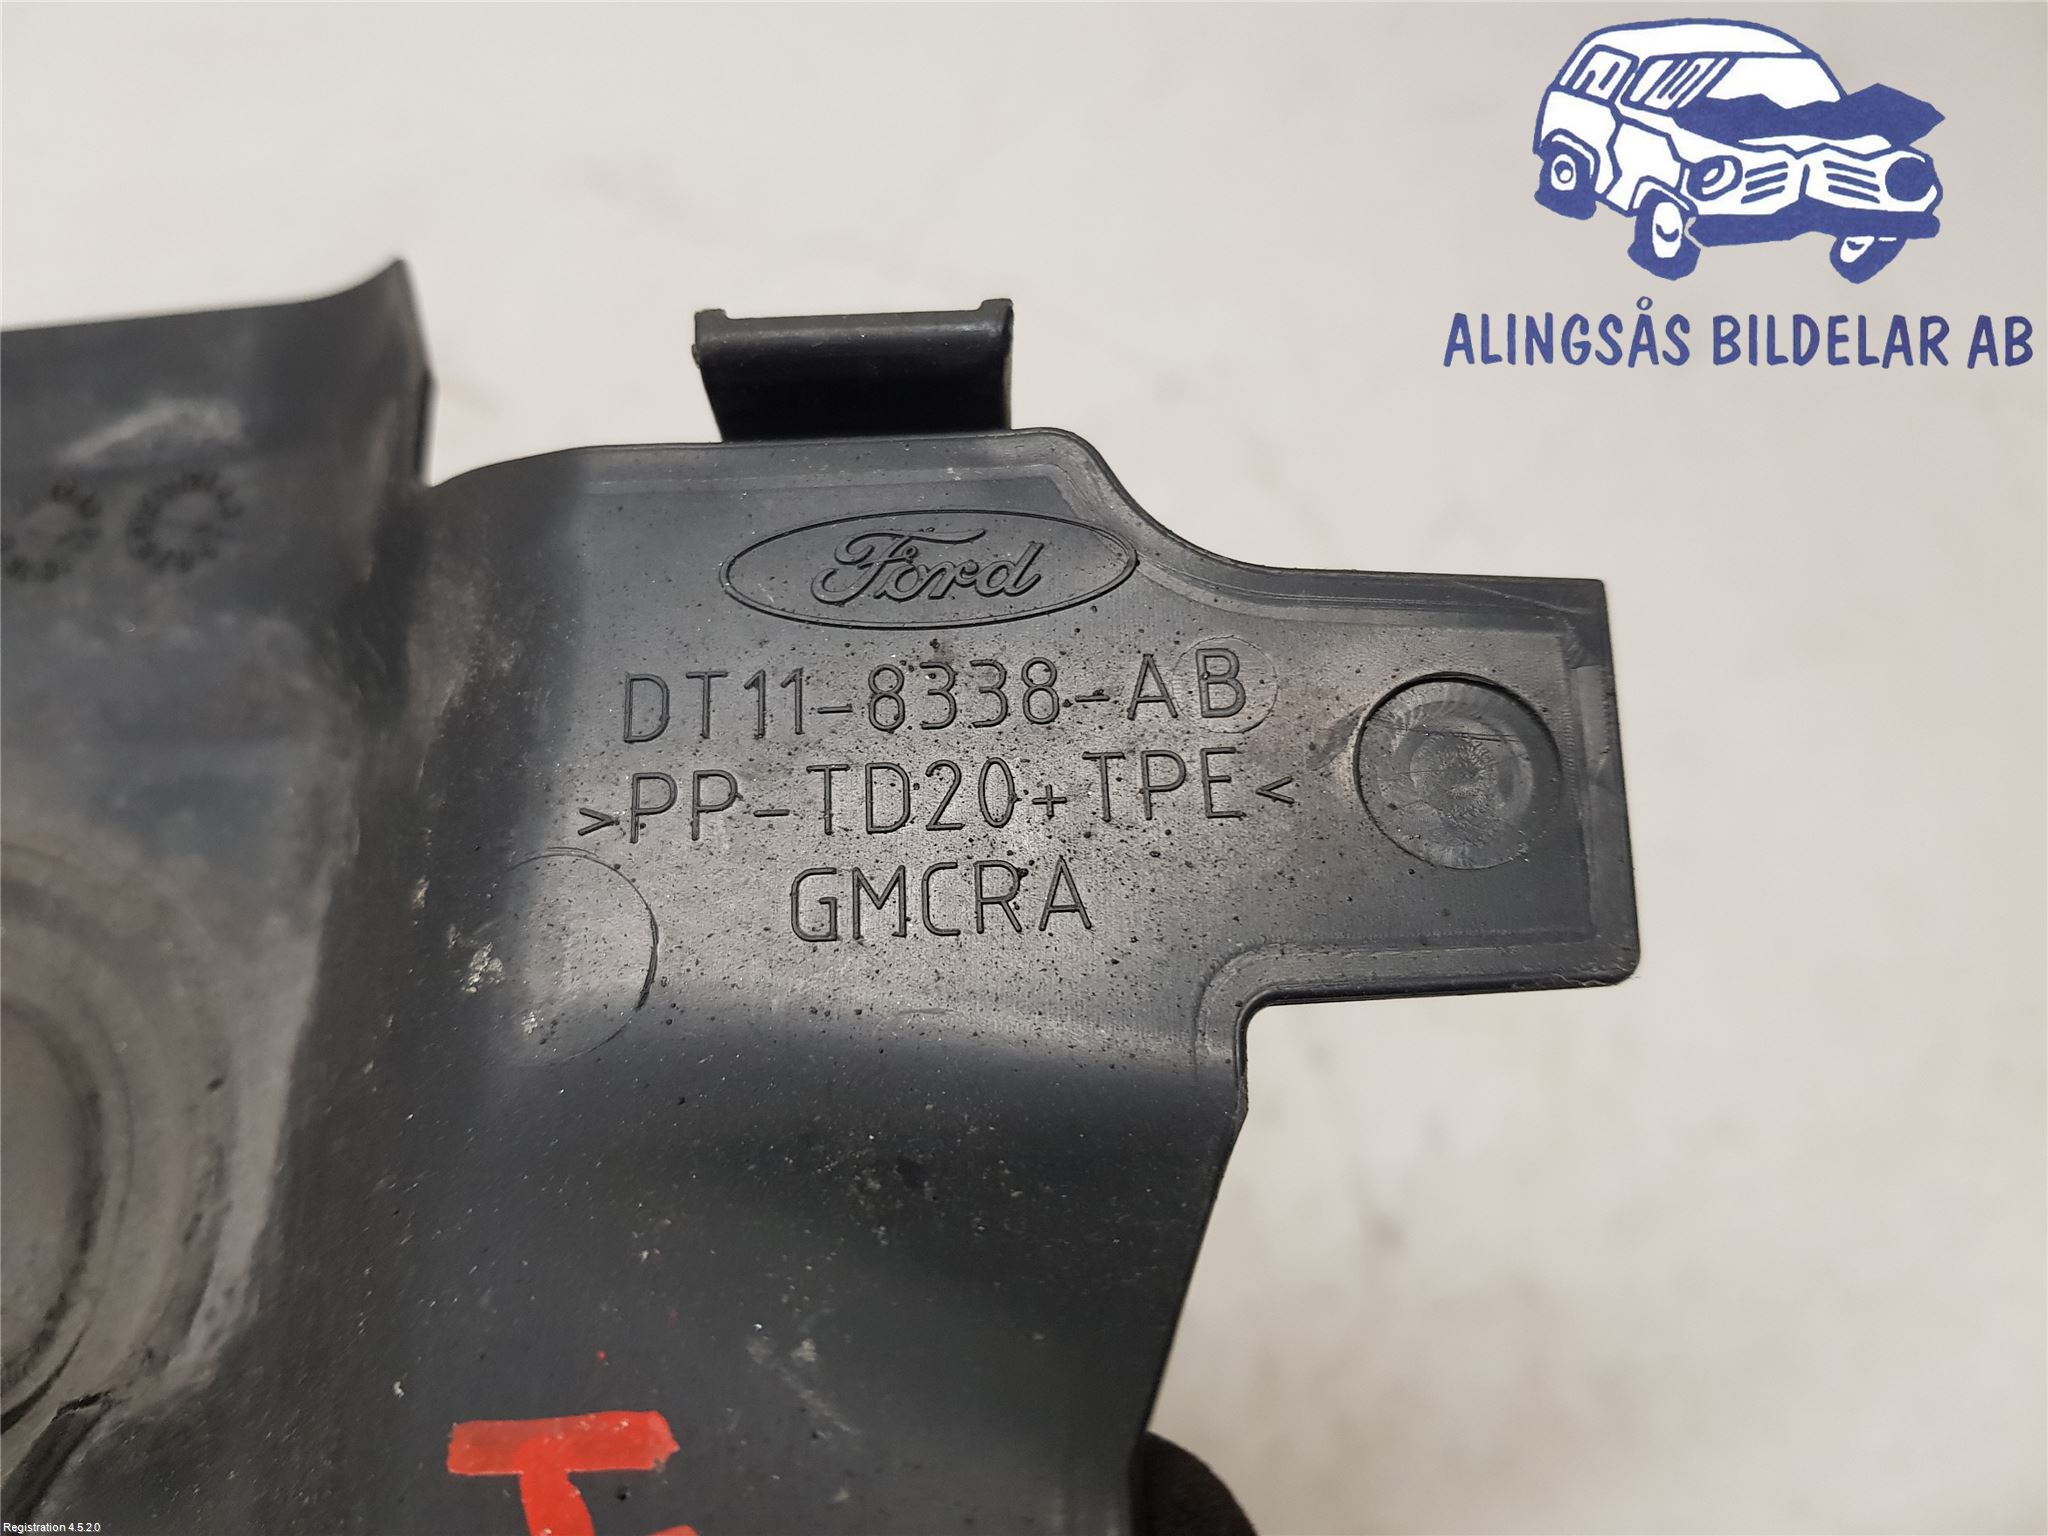 ALINGSÅS BILDELAR AB
Ford
DT11-8338-AB
>PP-TD20+TPE<
GMCRA
Registration 4.5.2.0